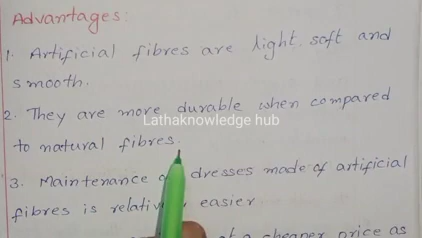 Advantages:
1. Artificial fibres are light, soft and
smooth.
2. They are more durable when compared
Lathaknowledge hub
to natural fibres.
3. Maintenance dresses made of artificial
fibres is easier
cheaper price as